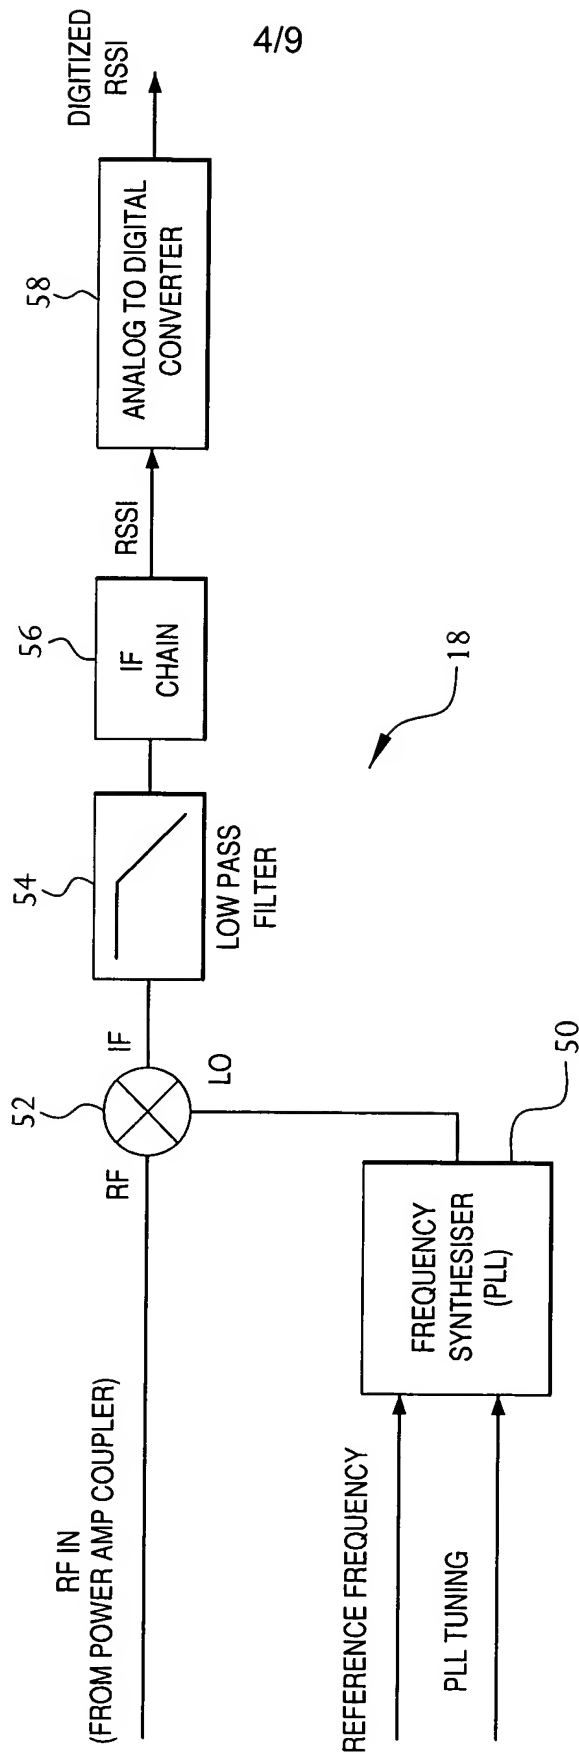 4/9
RF IN
(FROM POWER AMP COUPLER)
RF
52
IF
LO
54
LOW PASS
FILTER
56
IF
CHAIN
RSSI
58
ANALOG TO DIGITAL
CONVERTER
DIGITIZED
RSSI
18
REFERENCE FREQUENCY
PLL TUNING
FREQUENCY
SYNTHESISER
(PLL)
50